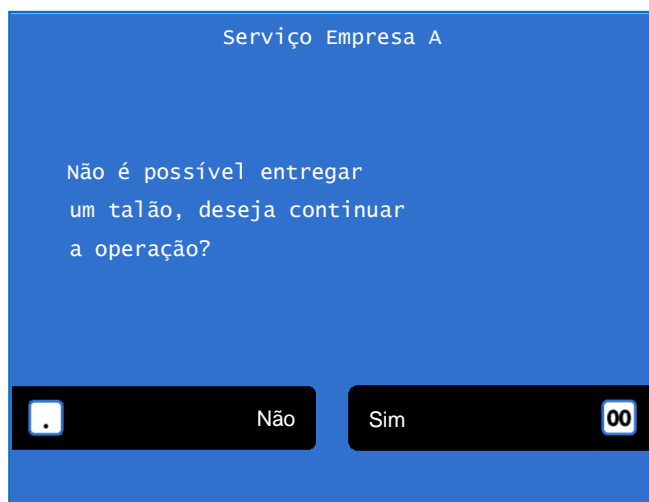 Serviço Empresa A
Não é possível entregar
um talão, deseja continuar
a operação?
. Não Sim 00